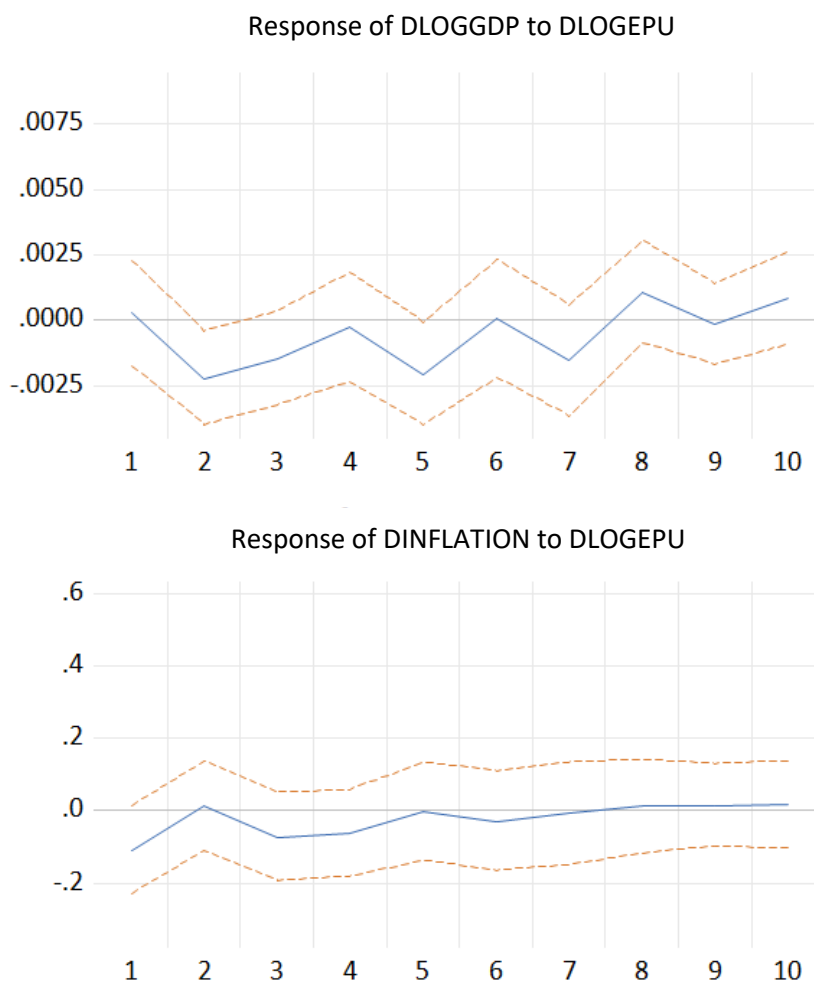 Response of DLOGGDP to DLOGEPU
.0075
.0050
.0025
.0000
-.0025
1 2 3 4 5 6 7 8 9 10
Response of DINFLATION to DLOGEPU
.6
.4
.2
.0
-.2
1 2 3 4 5 6 7 8 9 10